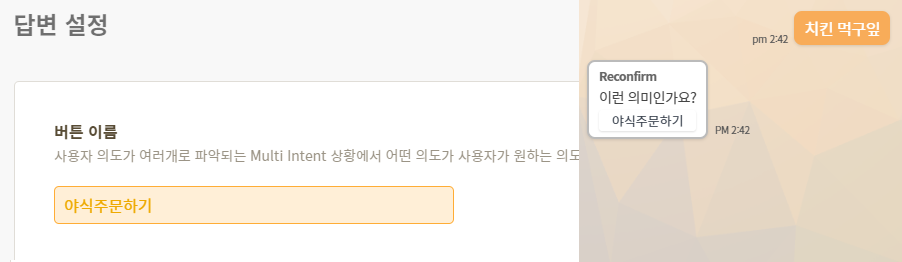 답변 설정
버튼 이름
사용자 의도가 여러개로 파악되는 Multi Intent 상황에서 어떤 의도가 사용자가 원하는 의도
야식주문하기
치킨 먹구잎
pm 2:42
Reconfirm
이런 의미인가요?
야식주문하기
PM 2:42